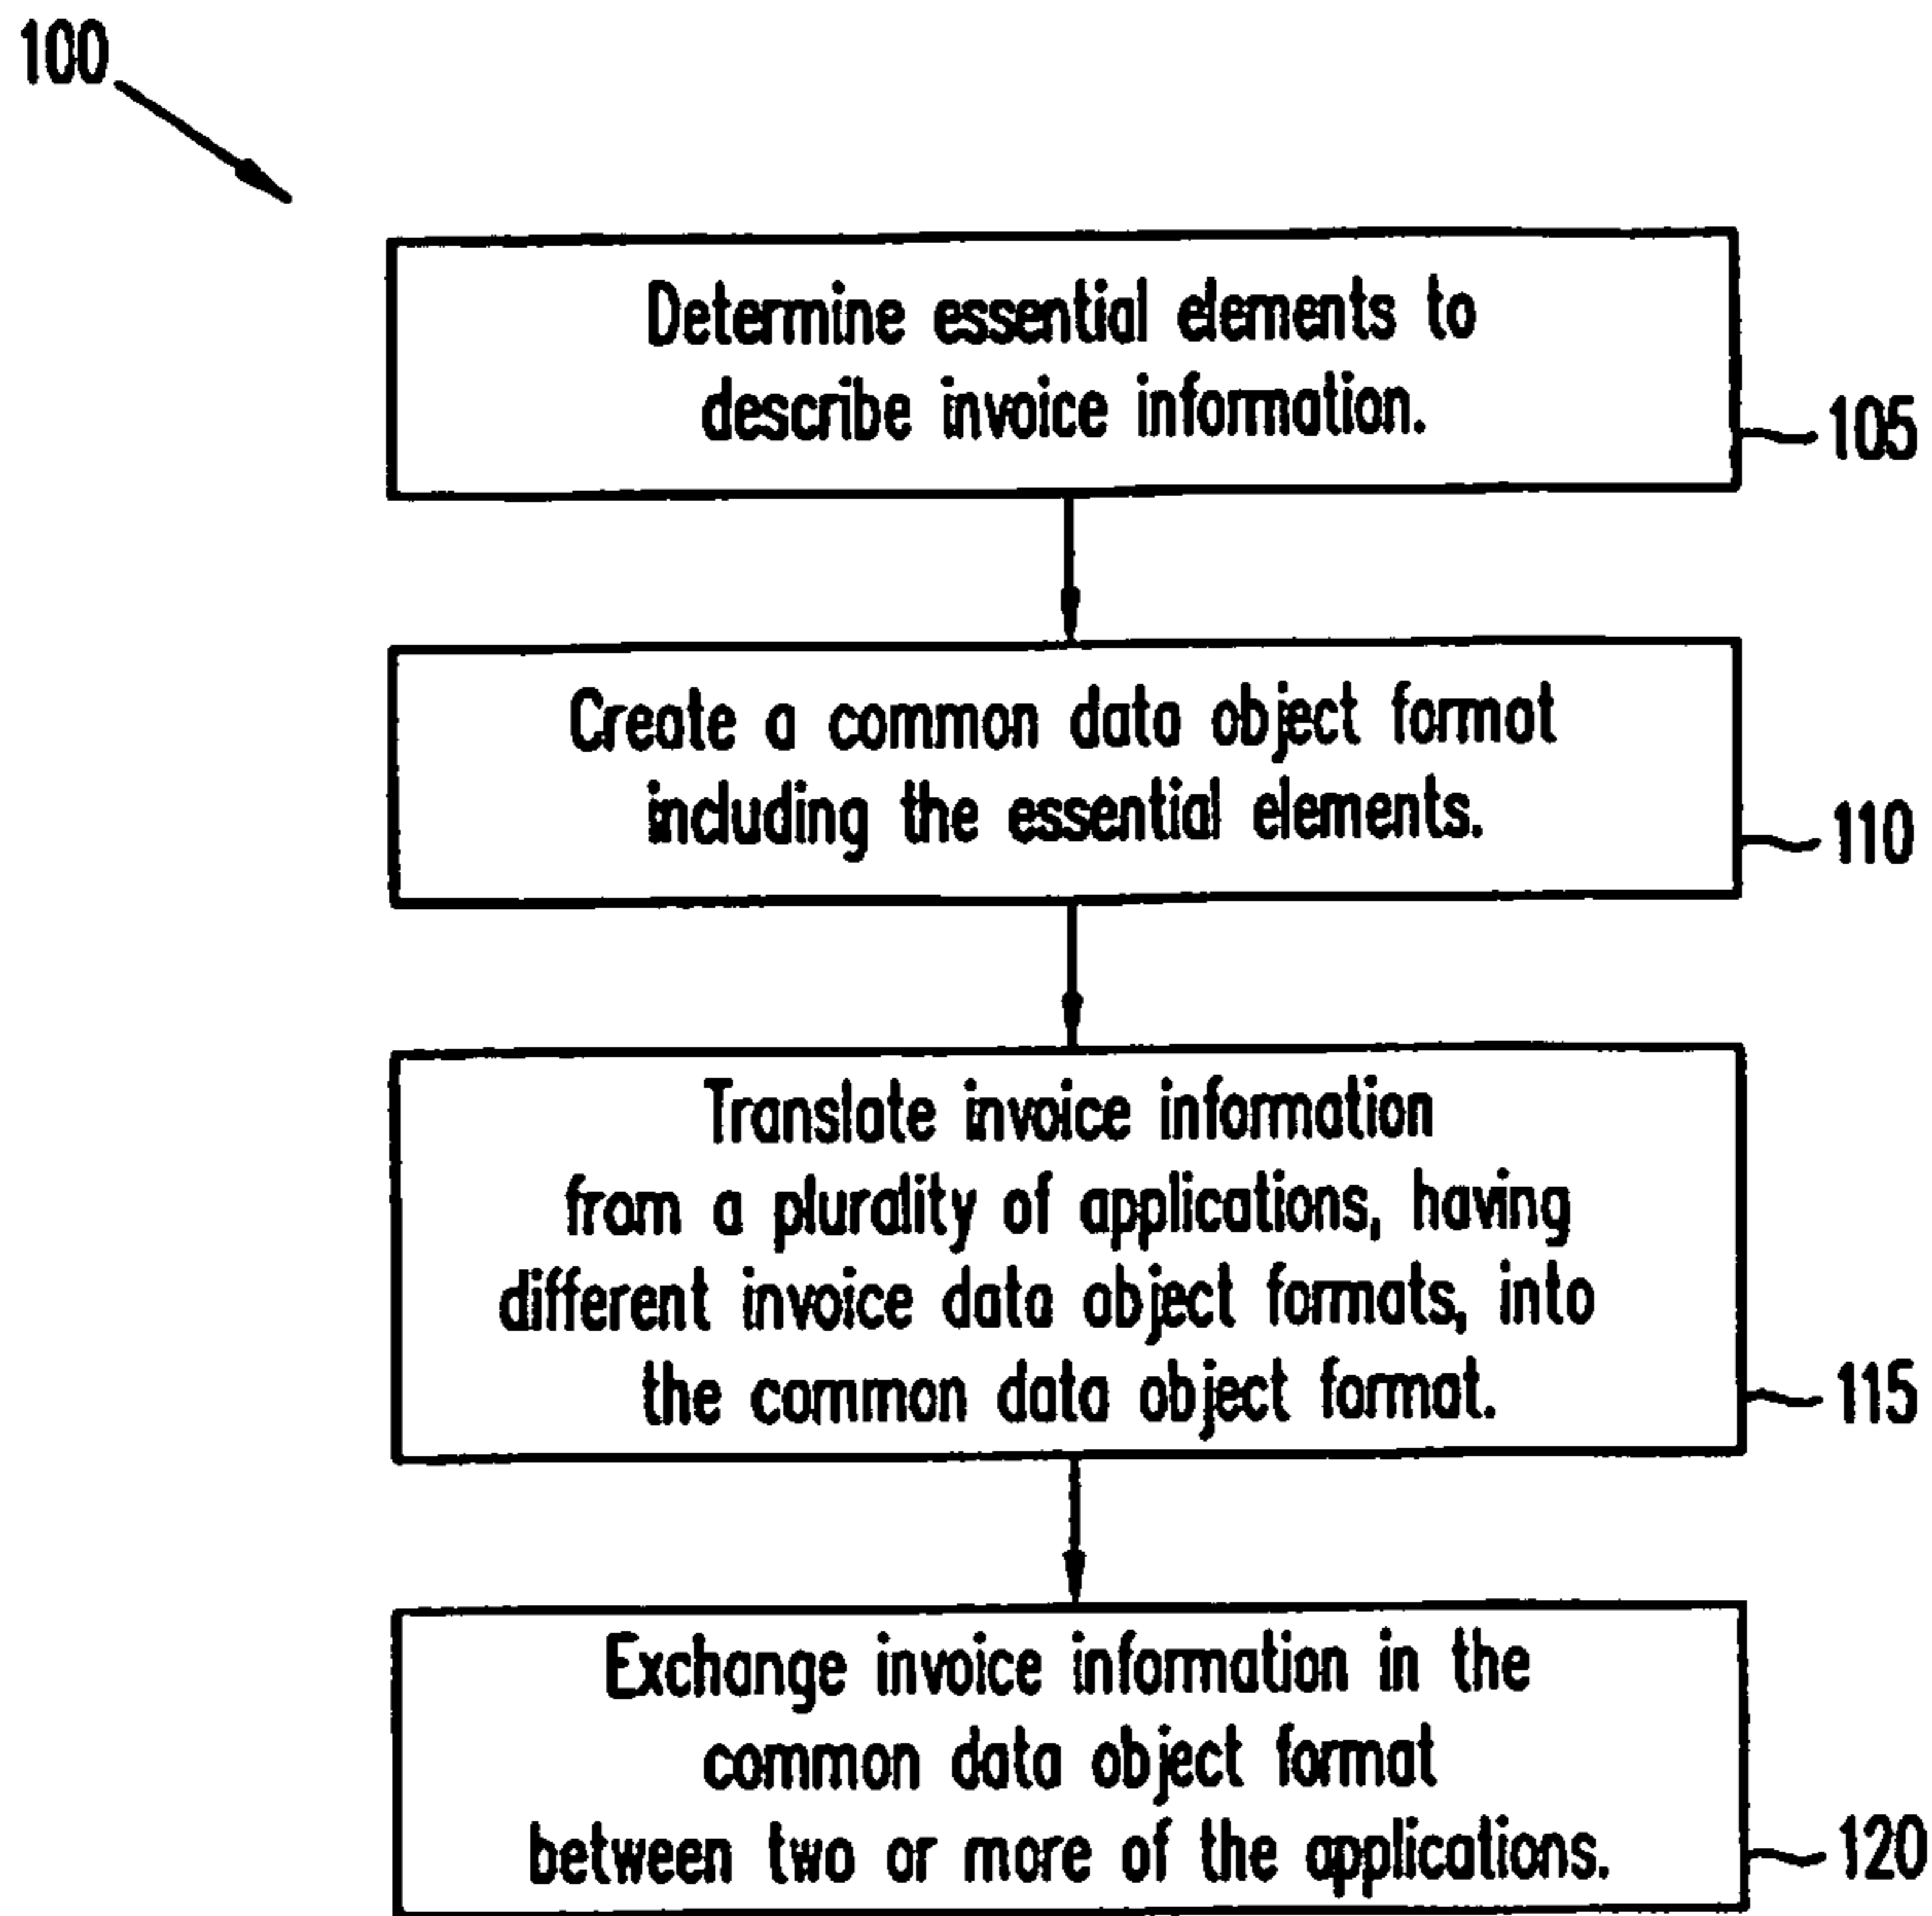 100
Determine essential elements to
describe invoice information.
105
Create a common data object format
including the essential elements.
110
Translate invoice information
from a plurality of applications, having
different invoice data object formats, into
the common data object format.
115
Exchange invoice information in the
common data object format
between two or more of the applications.
120